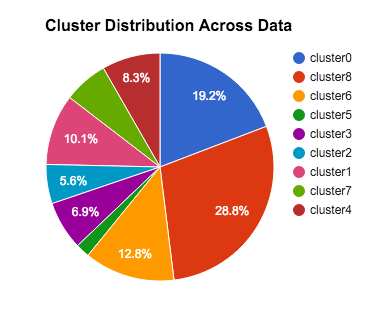 Cluster Distribution Across Data
cluster0
cluster8
cluster6
cluster5
cluster3
cluster2
cluster1
cluster7
cluster4
19.2%
28.8%
12.8%
6.9%
5.6%
10.1%
8.3%